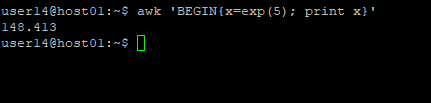 user14@host01:~$ awk 'BEGIN{x=exp(5); print x}'
148.413
user14@host01:~$